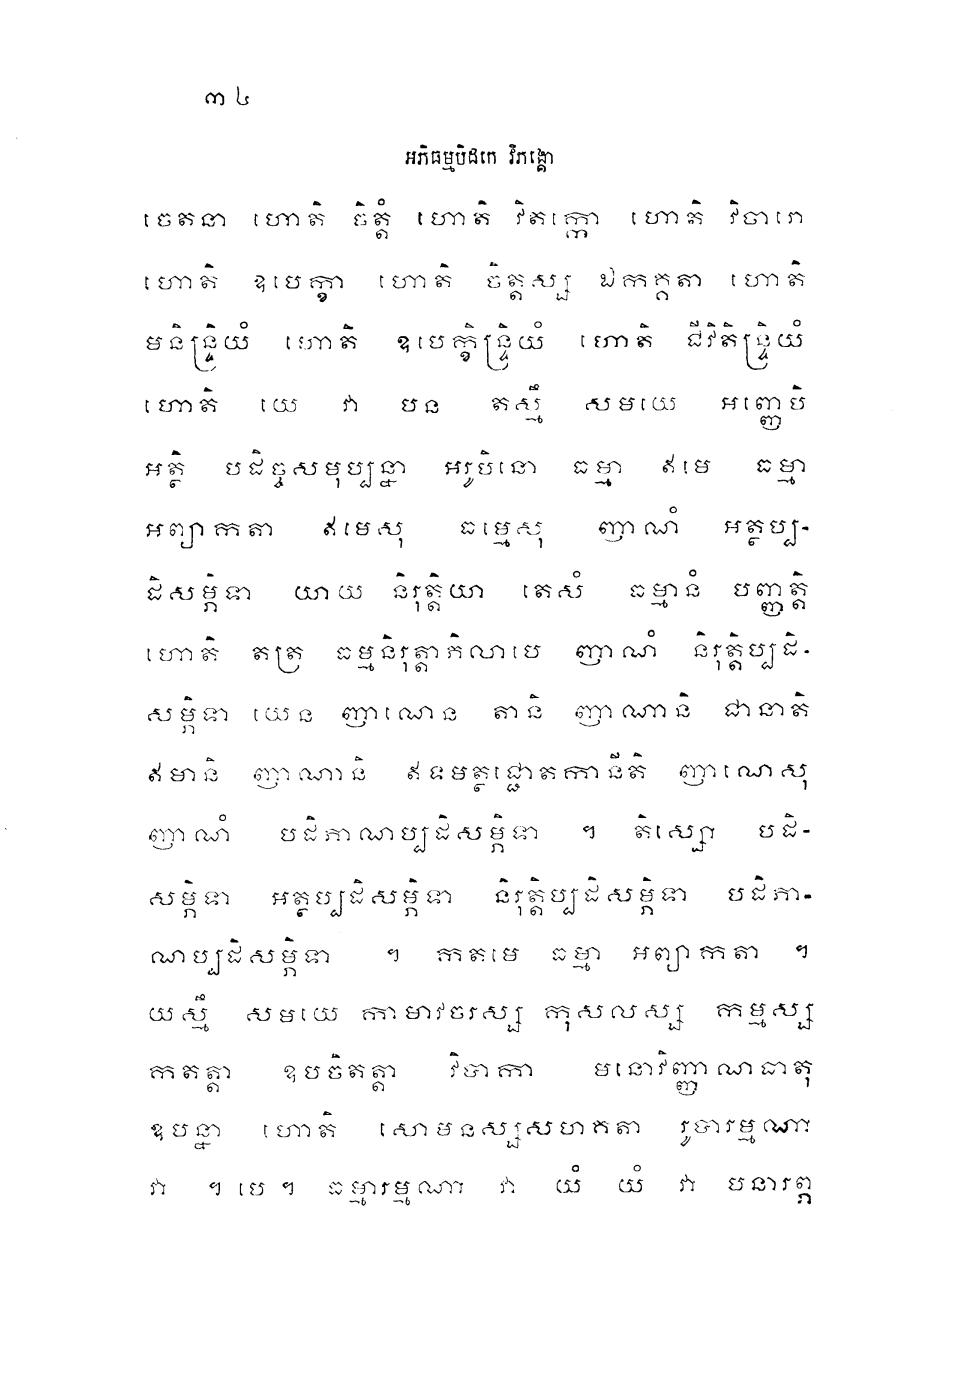 ៣៤
អភិធម្មបិដកេ វិភង្គោ
ចេតនា ហោតិ ចិត្តំ ហោតិ វិតក្កោ ហោតិ វិចារោ
ហោតិ ឧបេក្ខា ហោតិ ចិត្តស្ស ឯកគ្គតា ហោតិ
មនិន្ទ្រិយំ ហោតិ ឧបេក្ខិន្ទ្រិយំ ហោតិ ជីវិតិន្ទ្រិយំ
ហោតិ យេ វា បន តស្មឹ សមយេ អញ្ញេបិ
អត្ថិ បដិច្ចសមុប្បន្នា អរូបិនោ ធម្មា ឥមេ ធម្មា
អព្យាកតា ឥមេសុ ធម្មេសុ ញាណំ អត្ថប្ប-
ដិសម្ភិទា យាយ និរុត្តិយា តេសំ ធម្មានំ បញ្ញត្តិ
ហោតិ តត្រ ធម្មនិរុត្តាភិលាបេ ញាណំ និរុត្តិប្បដិ-
សម្ភិទា យេន ញាណេន តានិ ញាណានិ ជានាតិ
ឥមានិ ញាណានិ ឥទមត្ថជ្ជោតកានីតិ ញាណេសុ
ញាណំ បដិភាណប្បដិសម្ភិទា ។ តិស្សោ បដិ-
សម្ភិទា អត្ថប្បដិសម្ភិទា និរុត្តិប្បដិសម្ភិទា បដិភា-
ណប្បដិសម្ភិទា ។ កតមេ ធម្មា អព្យាកតា ។
យស្មឹ សមយេ កាមាវចរស្ស កុសលស្ស កម្មស្ស
កតត្តា ឧបចិតត្តា វិបាកា មនោវិញ្ញាណធាតុ
ឧបន្នា ហោតិ សោមនស្សសហគតា រូបារម្មណា
វា ។បេ។ ធម្មារម្មណា វា យំ យំ វា បនារព្ភ